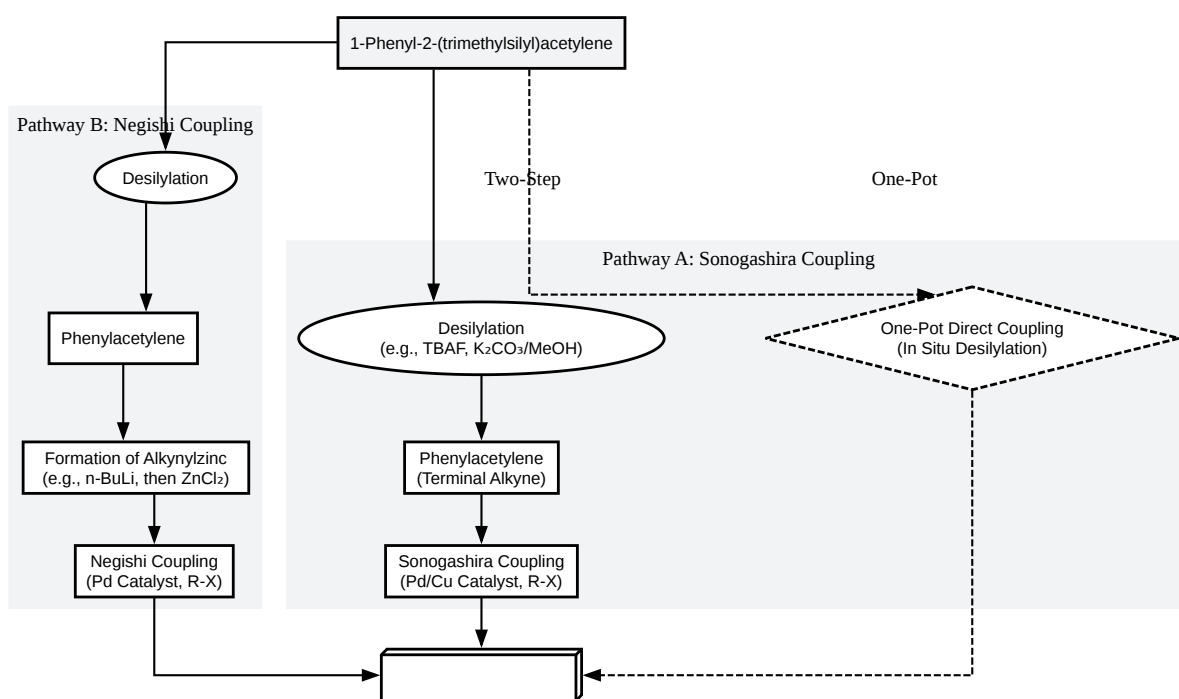 1-Phenyl-2-(trimethylsilyl)acetylene
Pathway B: Negishi Coupling
Desilylation
Phenylacetylene
Formation of Alkynylzinc
(e.g., n-BuLi, then ZnCl₂)
Negishi Coupling
(Pd Catalyst, R-X)
Two-Step
One-Pot
Pathway A: Sonogashira Coupling
Desilylation
(e.g., TBAF, K₂CO₃/MeOH)
Phenylacetylene
(Terminal Alkyne)
Sonogashira Coupling
(Pd/Cu Catalyst, R-X)
One-Pot Direct Coupling
(In Situ Desilylation)